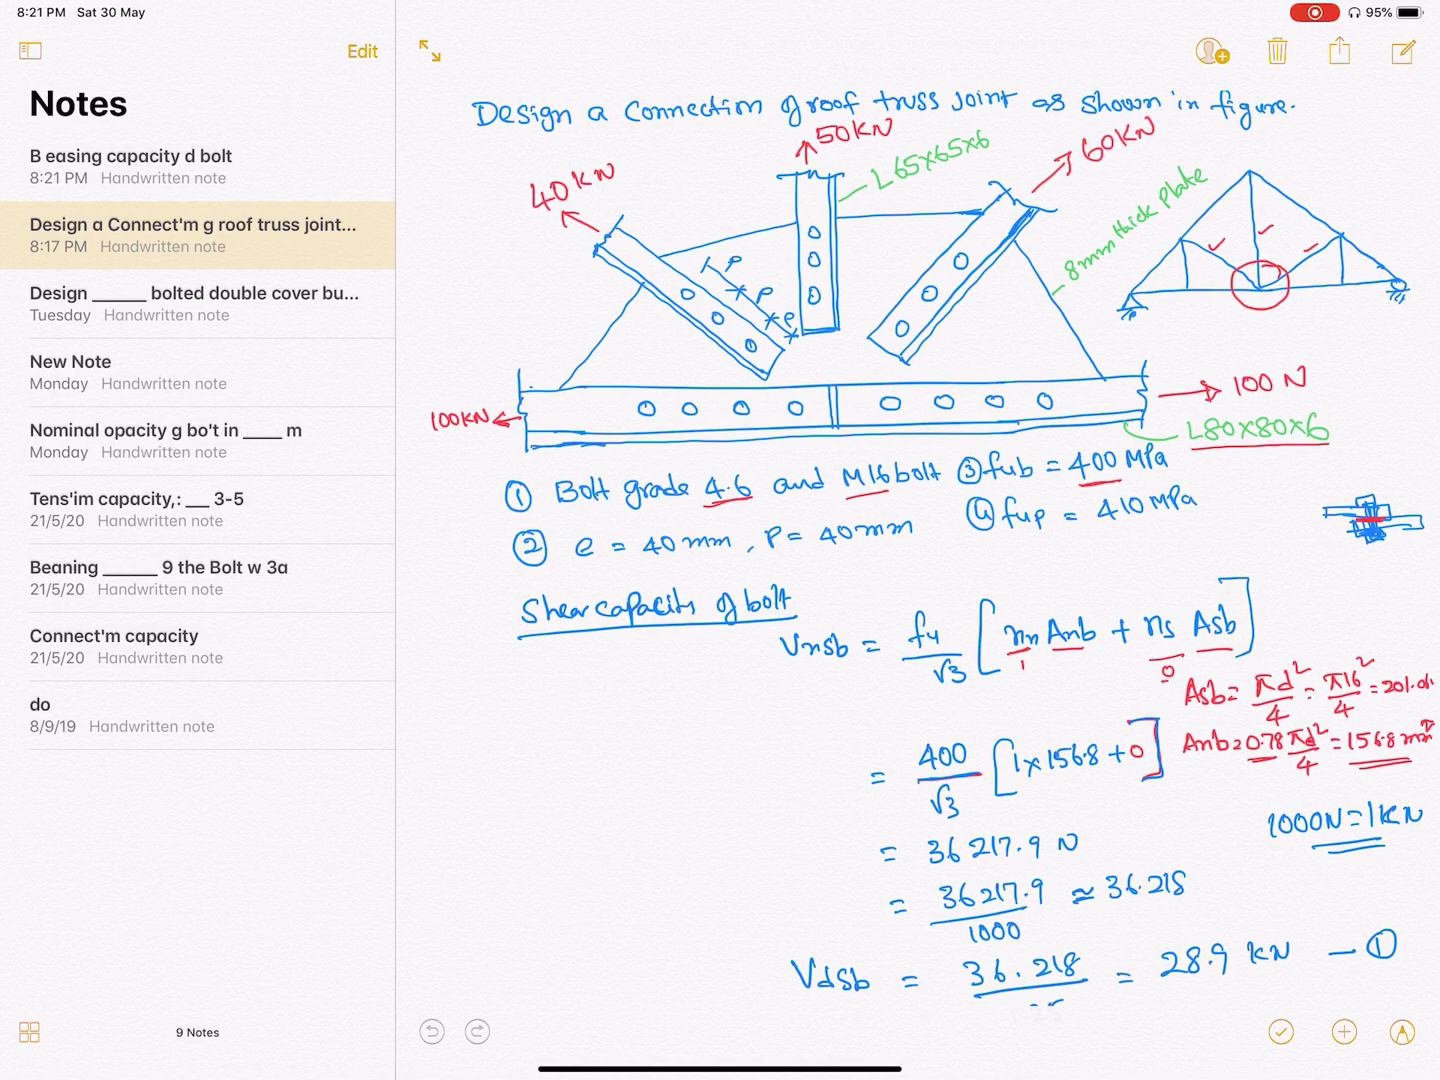 8:21 PM Sat 30 May
95%
Edit
Notes
B easing capacity d bolt
8:21 PM Handwritten note
Design a Connect'm g roof truss joint...
8:17 PM Handwritten note
Design ______ bolted double cover bu...
Tuesday Handwritten note
New Note
Monday Handwritten note
Nominal opacity g bo't in ____ m
Monday Handwritten note
Tens'im capacity,: __ 3-5
21/5/20 Handwritten note
Beaning ______ 9 the Bolt w 3a
21/5/20 Handwritten note
Connect'm capacity
21/5/20 Handwritten note
do
8/9/19 Handwritten note
9 Notes
Design a Connection of roof truss Joint as shown in figure.
40KN
50KN
L65x65x6
60KN
8mm thick plate
P
P
e
100KN
100 N
L80x80x6
① Bolt grade 4.6 and M16 bolt ③ fub = 400 MPa
② e = 40mm, P = 40mm ④ fup = 410 MPa
Shear capacity of bolt
Vnsb = fu/√3 [nn Anb + ns Asb]
1 0
Asb = πd²/4 = π16²/4 = 201.06
Anb = 0.78 πd²/4 = 156.8 mm²
= 400/√3 [1x156.8+0]
1000N=1KN
= 36217.9 N
= 36217.9/1000 ≃ 36.218
Vdsb = 36.218/1.25 = 28.9 KN — ①